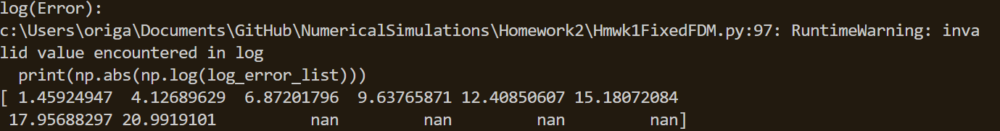 log(Error):
c:\Users\origa\Documents\GitHub\NumericalSimulations\Homework2\Hmwk1FixedFDM.py:97: RuntimeWarning: inva
lid value encountered in log
  print(np.abs(np.log(log_error_list)))
[ 1.45924947  4.12689629  6.87201796  9.63765871 12.40850607 15.18072084
 17.95688297 20.9919101          nan         nan         nan         nan]